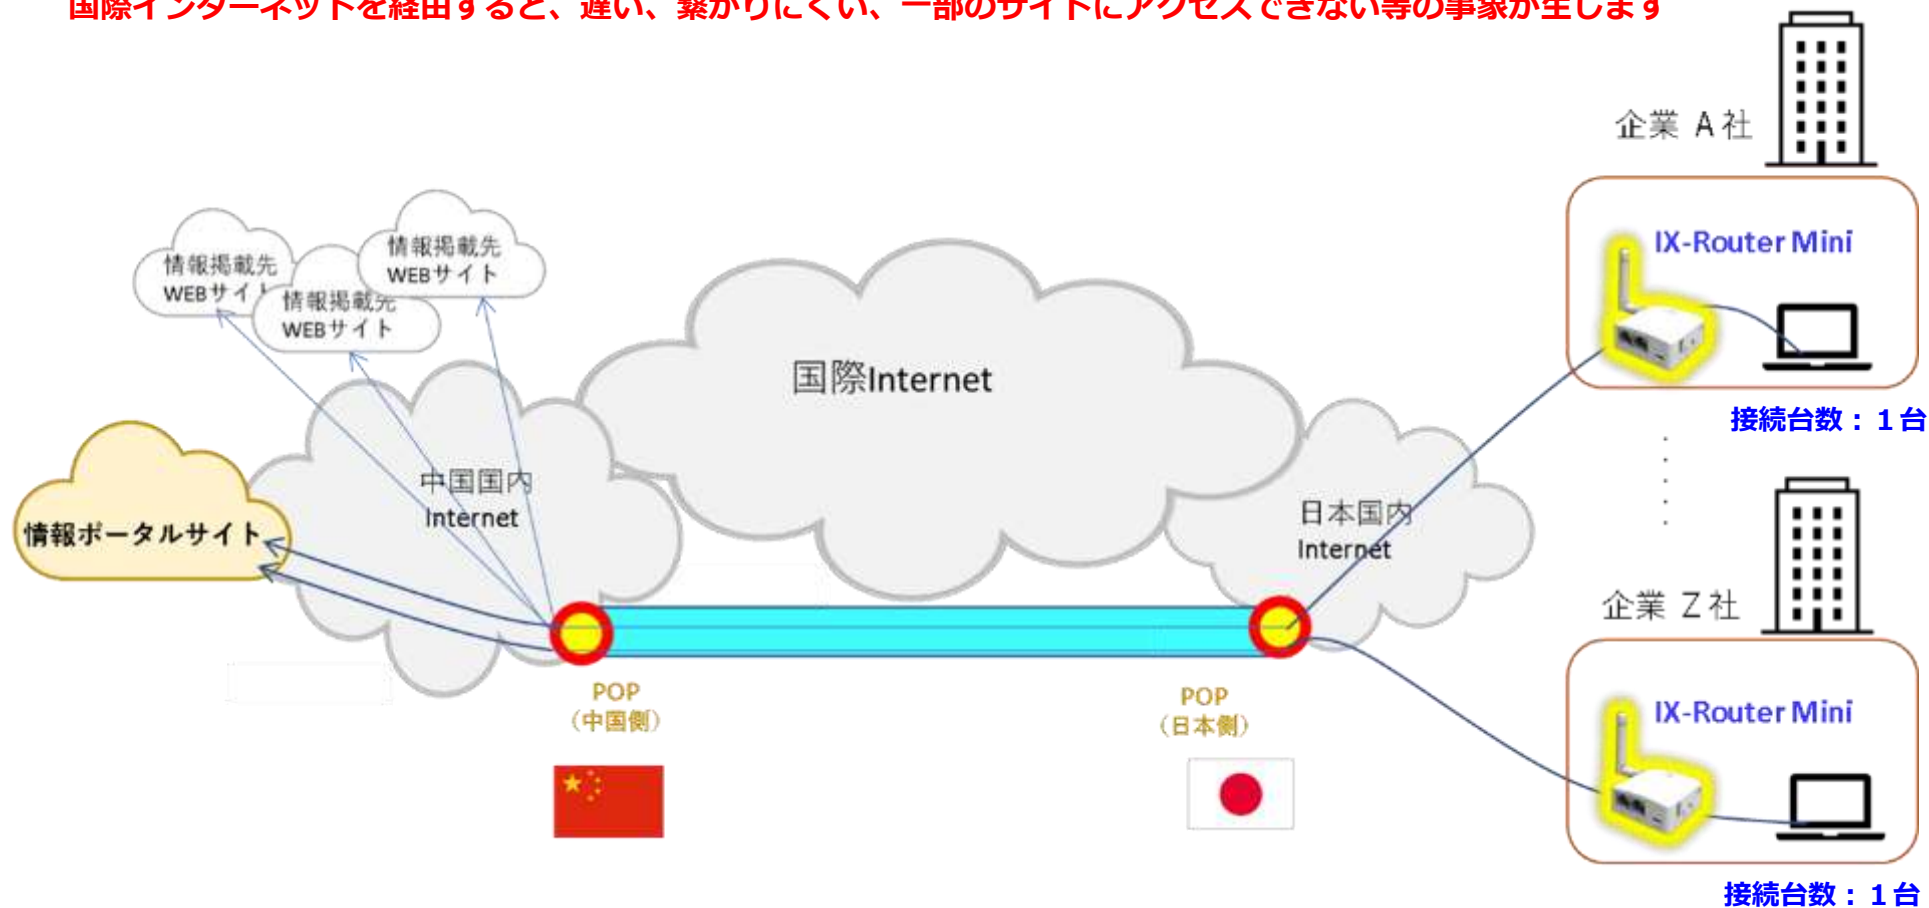 国際インターネットを経由すると、遅い、繋がりにくい、一部のサイトにアクセスできない等の事象が生じます
企業 A社
IX-Router Mini
接続台数：１台
情報掲載先
WEBサイト
情報掲載先
WEBサイト
情報掲載先
WEBサイト
国際Internet
中国国内
Internet
情報ポータルサイト
日本国内
Internet
企業 Z社
IX-Router Mini
接続台数：１台
POP
（中国側）
POP
（日本側）